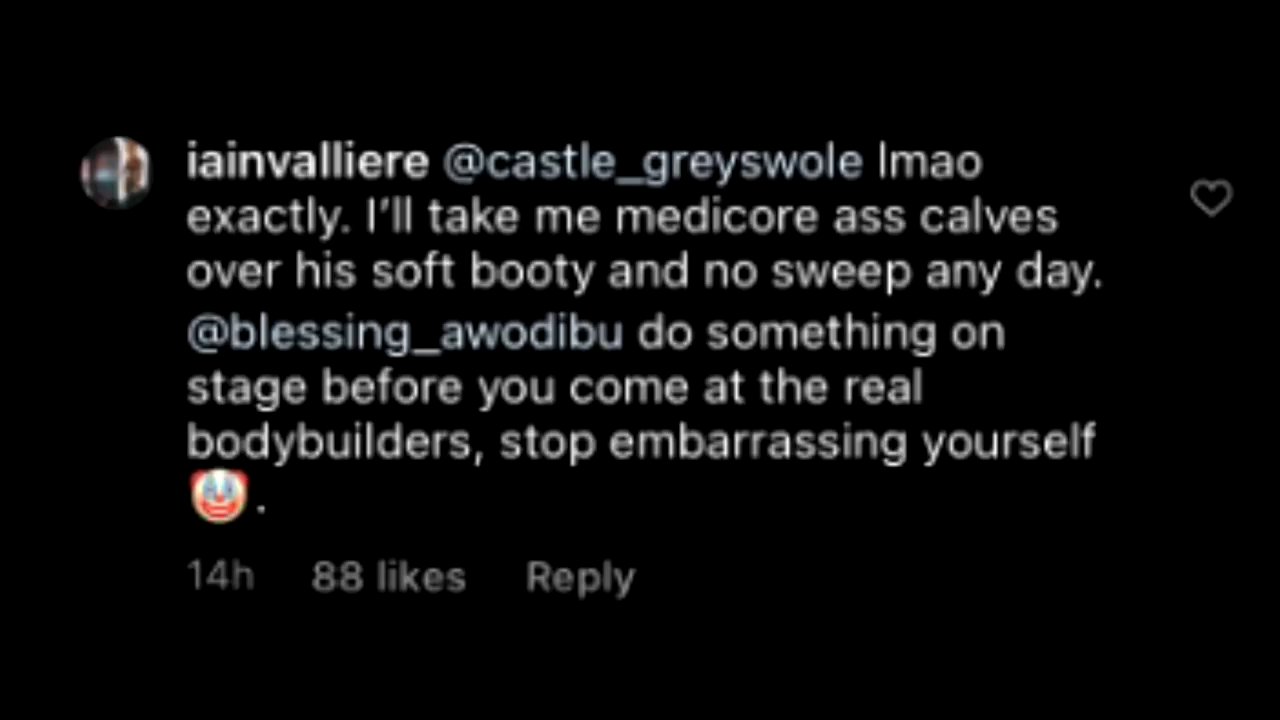 iainvalliere @castle_greyswole lmao
exactly. I'll take me medicore ass calves
over his soft booty and no sweep any day.
@blessing_awodibu do something on
stage before you come at the real
bodybuilders, stop embarrassing yourself
🤡.
14h 88 likes Reply